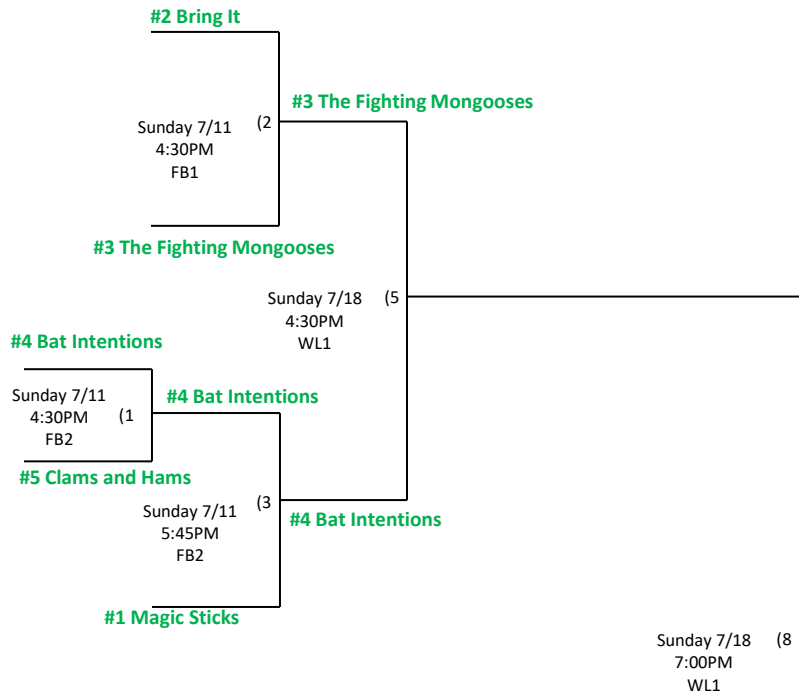 #2 Bring It
#3 The Fighting Mongooses
Sunday 7/11 (2
4:30PM
FB1
#3 The Fighting Mongooses
Sunday 7/18 (5
4:30PM
WL1
#4 Bat Intentions
Sunday 7/11
4:30PM (1
FB2
#4 Bat Intentions
#5 Clams and Hams
Sunday 7/11 (3
5:45PM
FB2
#4 Bat Intentions
#1 Magic Sticks
Sunday 7/18 (8
7:00PM
WL1